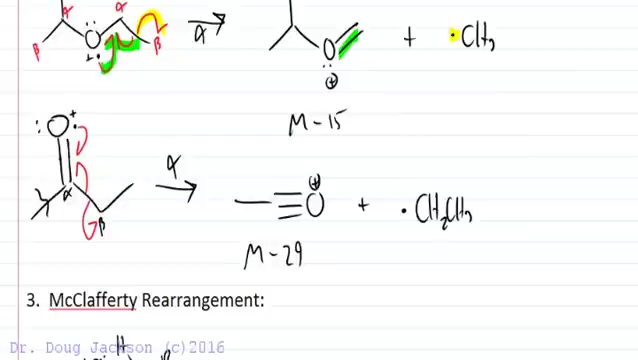 α α
β :O: β
+ ·
α
:O:
⊕
+ ·CH₃
M-15
:O·+
α
β
α
≡O⊕ + ·CH₂CH₃
M-29
3. McClafferty Rearrangement:
H
Dr. Doug Jackson (c)2016